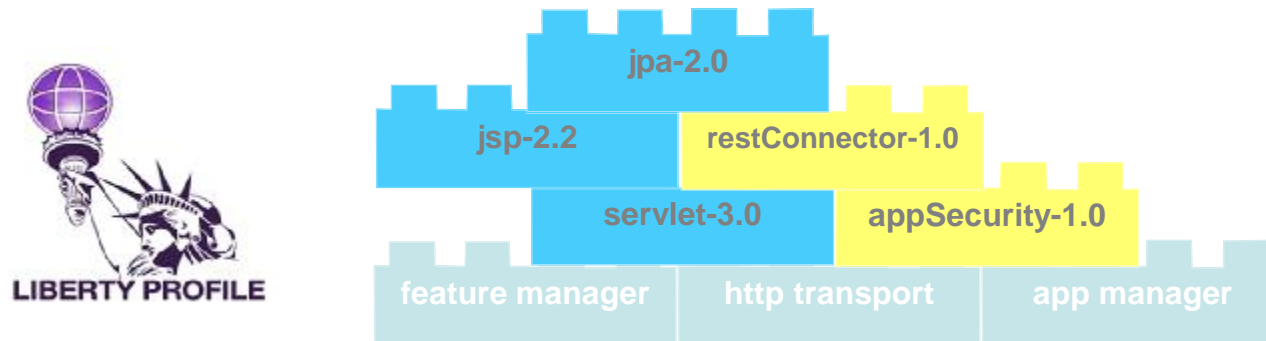 jpa-2.0
jsp-2.2 restConnector-1.0
servlet-3.0 appSecurity-1.0
LIBERTY PROFILE
feature manager http transport app manager